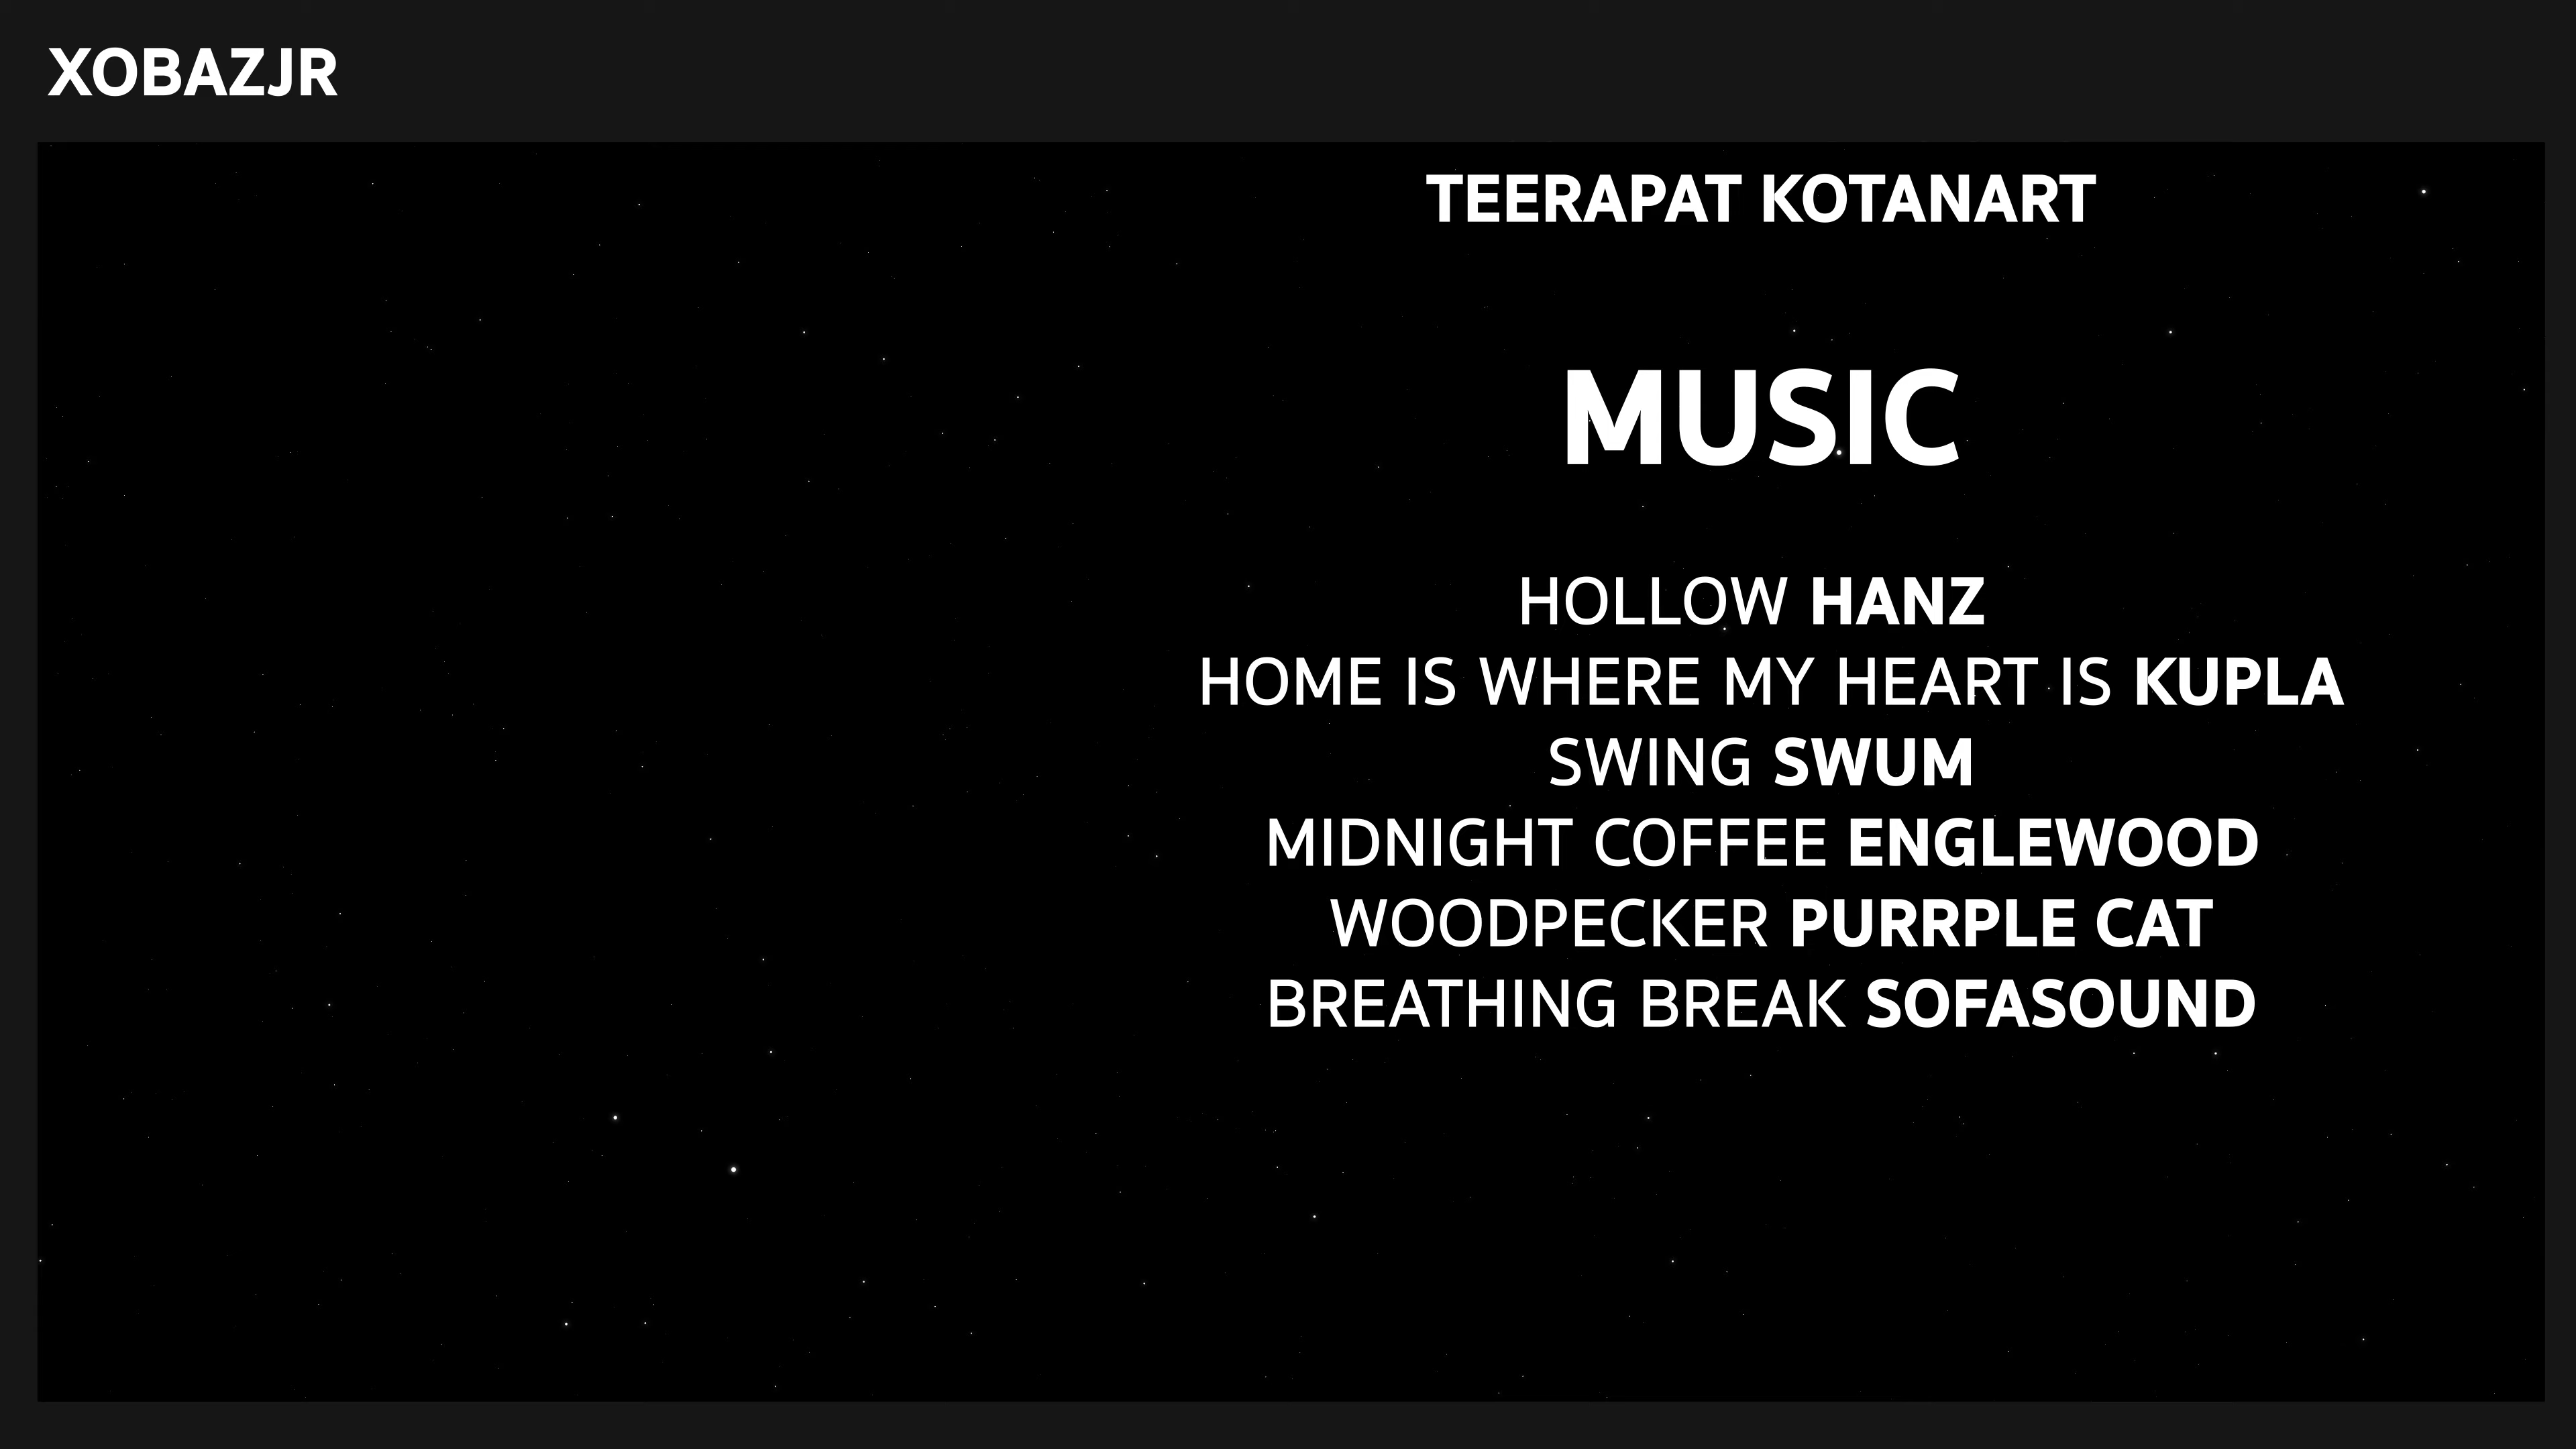 XOBAZJR
TEERAPAT KOTANART
MUSIC
HOLLOW HANZ
HOME IS WHERE MY HEART IS KUPLA
SWING SWUM
MIDNIGHT COFFEE ENGLEWOOD
WOODPECKER PURRPLE CAT
BREATHING BREAK SOFASOUND